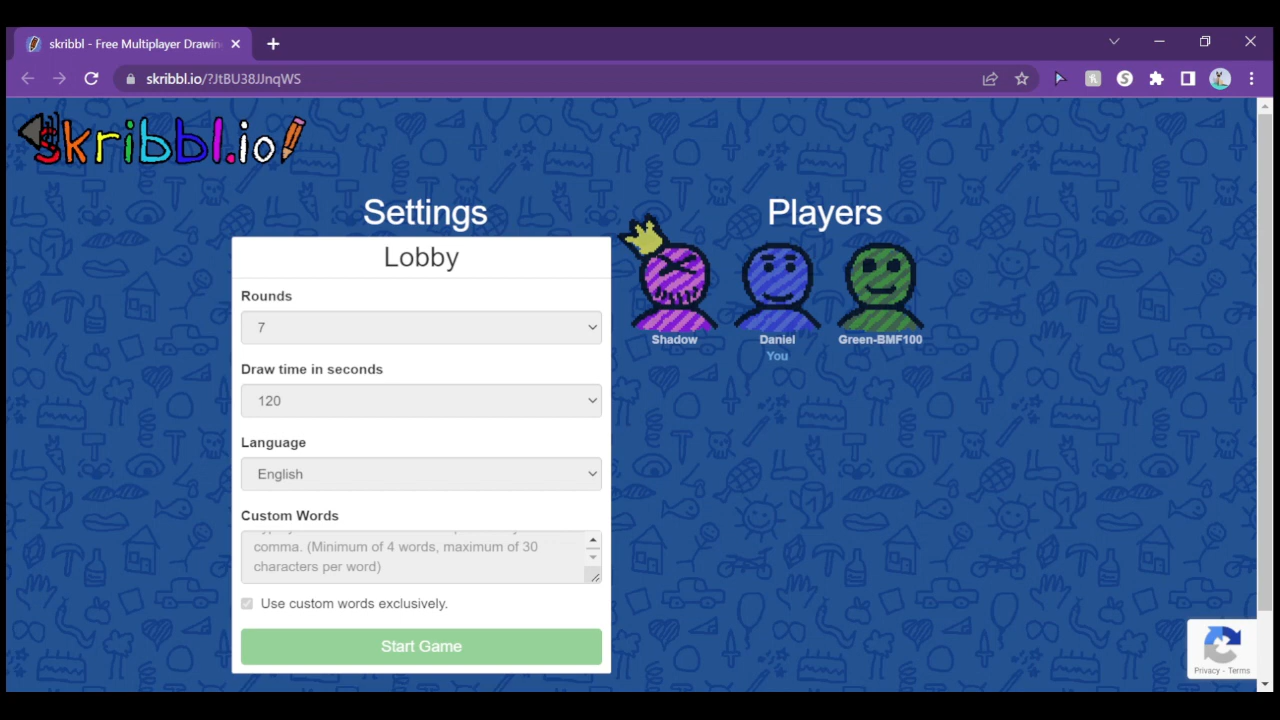 skribbl - Free Multiplayer Drawin
skribbl.io/?JtBU38JJnqWS
skribbl.io
Settings
Players
Lobby
Rounds
7
Shadow
Daniel
Green-BMF100
You
Draw time in seconds
120
Language
English
Custom Words
comma. (Minimum of 4 words, maximum of 30
characters per word)
Use custom words exclusively.
Start Game
Privacy - Terms